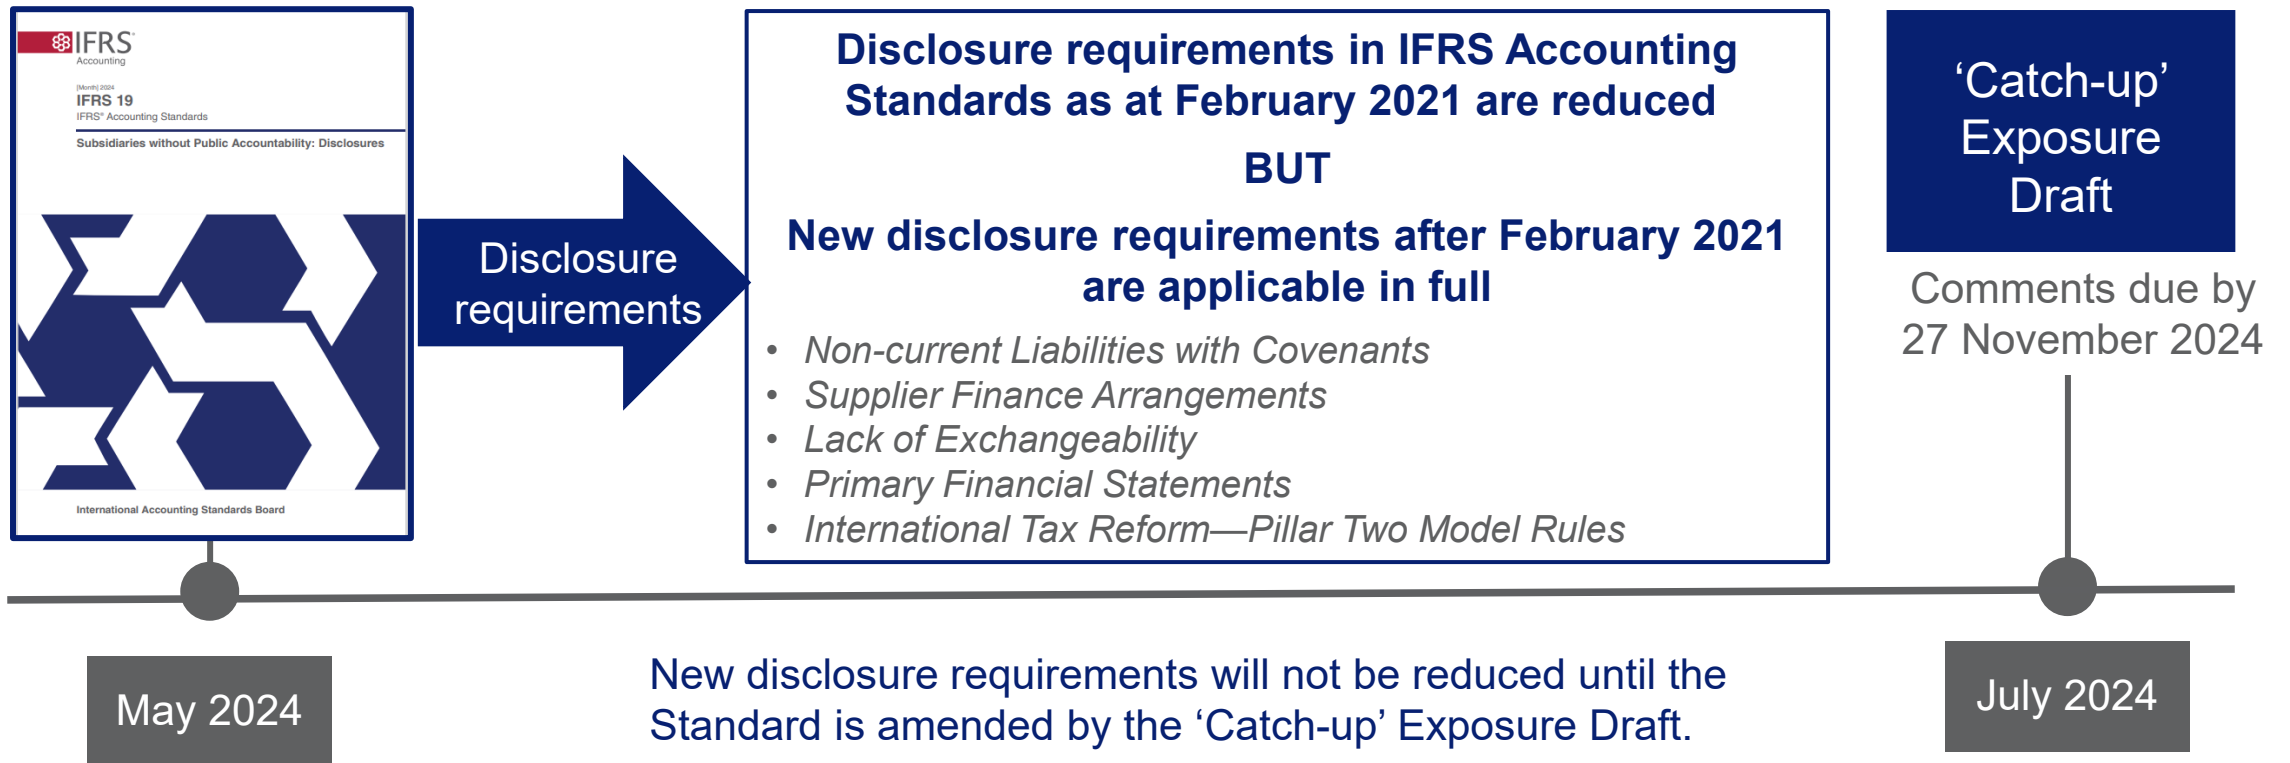 IFRS®
Accounting
[Month] 2024
IFRS 19
IFRS® Accounting Standards
Subsidiaries without Public Accountability: Disclosures
International Accounting Standards Board
Disclosure
requirements
Disclosure requirements in IFRS Accounting
Standards as at February 2021 are reduced
BUT
New disclosure requirements after February 2021
are applicable in full
• Non-current Liabilities with Covenants
• Supplier Finance Arrangements
• Lack of Exchangeability
• Primary Financial Statements
• International Tax Reform—Pillar Two Model Rules
‘Catch-up’
Exposure
Draft
Comments due by
27 November 2024
May 2024
New disclosure requirements will not be reduced until the
Standard is amended by the ‘Catch-up’ Exposure Draft.
July 2024